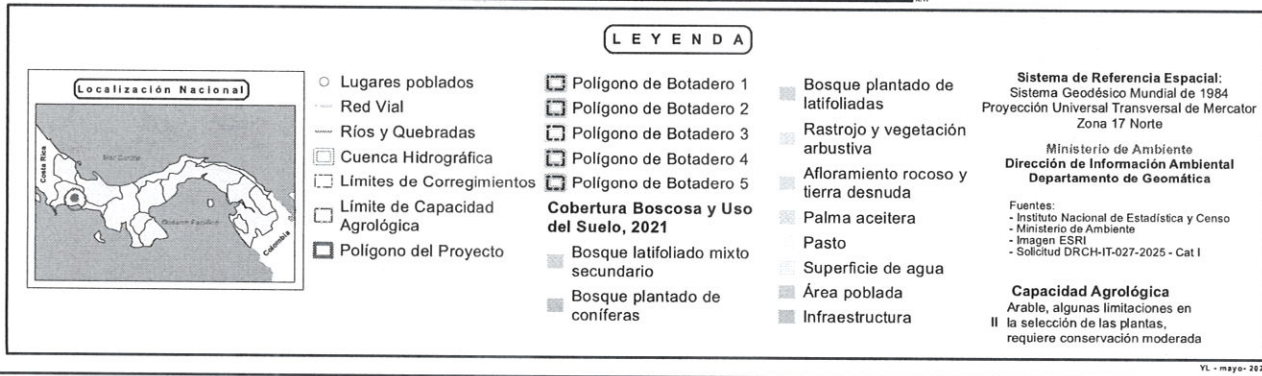 LEYENDA
Localización Nacional
Costa Rica
Mar Caribe
Océano Pacífico
Colombia
Lugares poblados
Red Vial
Ríos y Quebradas
Cuenca Hidrográfica
Límites de Corregimientos
Límite de Capacidad
Agrológica
Polígono del Proyecto
Polígono de Botadero 1
Polígono de Botadero 2
Polígono de Botadero 3
Polígono de Botadero 4
Polígono de Botadero 5
Cobertura Boscosa y Uso
del Suelo, 2021
Bosque latifoliado mixto
secundario
Bosque plantado de
coníferas
Bosque plantado de
latifoliadas
Rastrojo y vegetación
arbustiva
Afloramiento rocoso y
tierra desnuda
Palma aceitera
Pasto
Superficie de agua
Área poblada
Infraestructura
Sistema de Referencia Espacial:
Sistema Geodésico Mundial de 1984
Proyección Universal Transversal de Mercator
Zona 17 Norte
Ministerio de Ambiente
Dirección de Información Ambiental
Departamento de Geomática
Fuentes:
- Instituto Nacional de Estadística y Censo
- Ministerio de Ambiente
- Imagen ESRI
- Solicitud DRCH-IT-027-2025 - Cat I
Capacidad Agrológica
Arable, algunas limitaciones en
II la selección de las plantas,
requiere conservación moderada
YL - mayo-